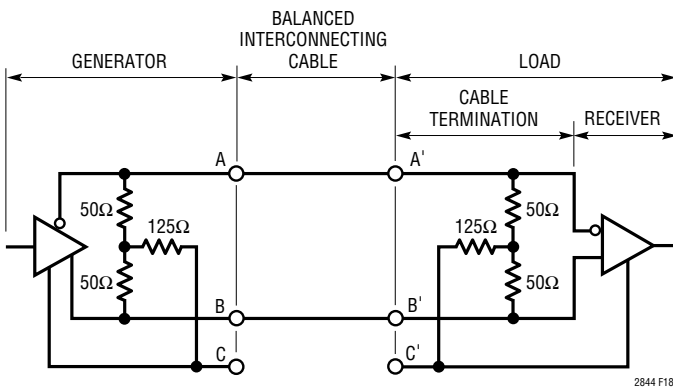 BALANCED
INTERCONNECTING
CABLE
GENERATOR
LOAD
CABLE
TERMINATION
RECEIVER
A
A'
50Ω
125Ω
50Ω
125Ω
50Ω
50Ω
B
B'
C
C'
2844 F18